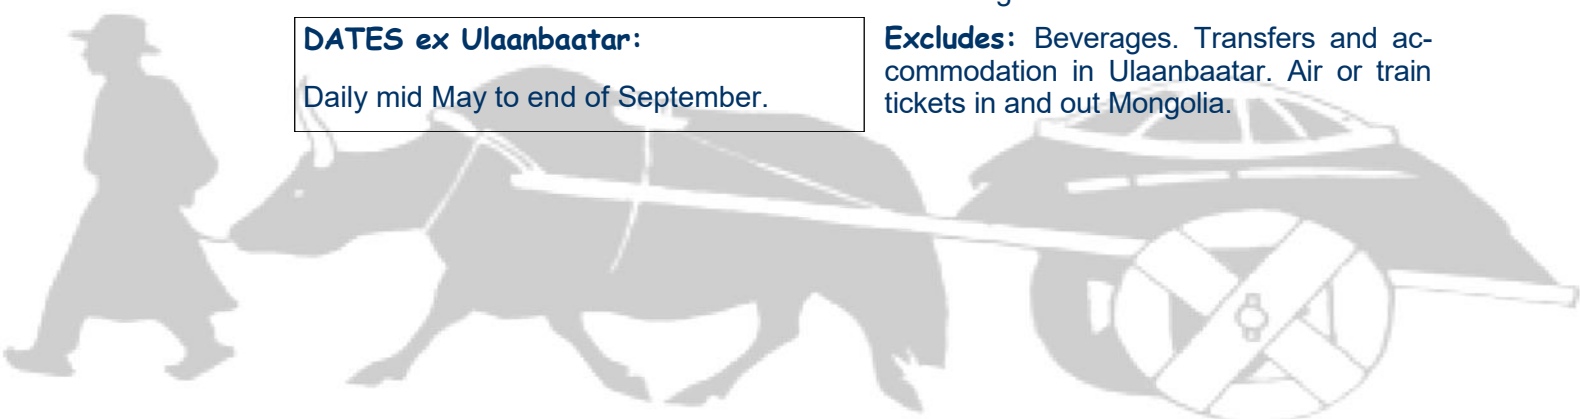 DATES ex Ulaanbaatar:
Daily mid May to end of September.
Excludes: Beverages. Transfers and ac-
commodation in Ulaanbaatar. Air or train
tickets in and out Mongolia.